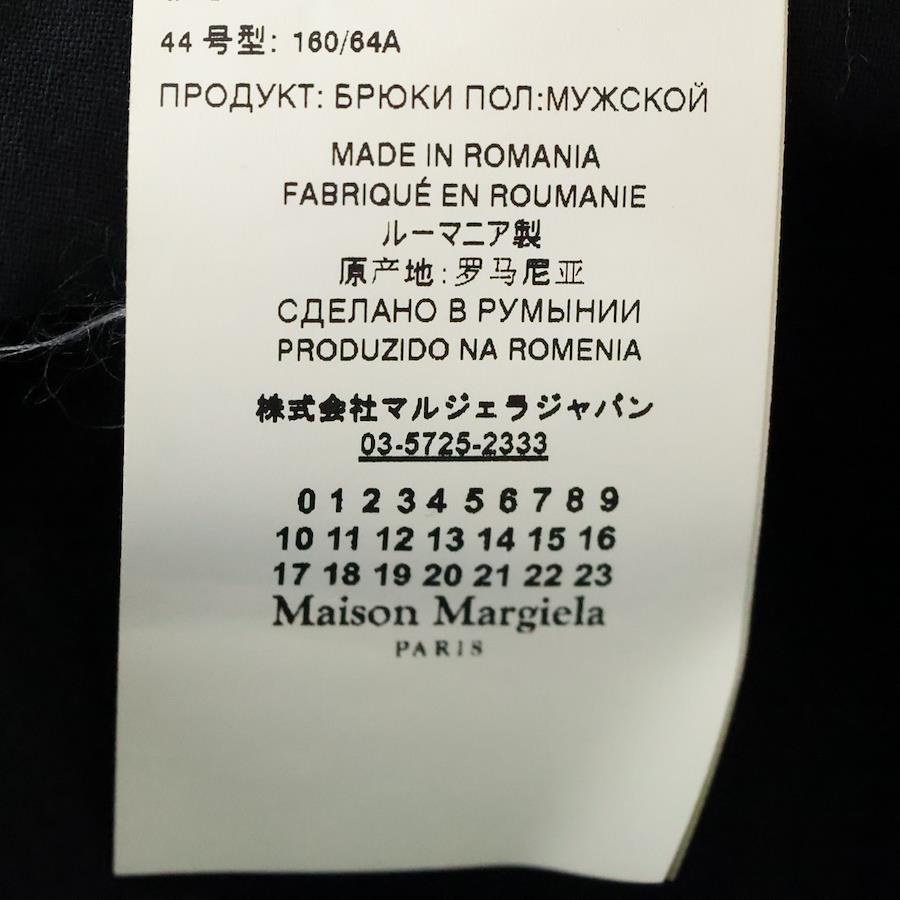 44 号型: 160/64A
ПРОДУКТ: БРЮКИ ПОЛ:МУЖСКОЙ
MADE IN ROMANIA
FABRIQUÉ EN ROUMANIE
ルーマニア製
原产地:罗马尼亚
СДЕЛАНО В РУМЫНИИ
PRODUZIDO NA ROMENIA
株式会社マルジェラジャパン
03-5725-2333
0 1 2 3 4 5 6 7 8 9
10 11 12 13 14 15 16
17 18 19 20 21 22 23
Maison Margiela
PARIS